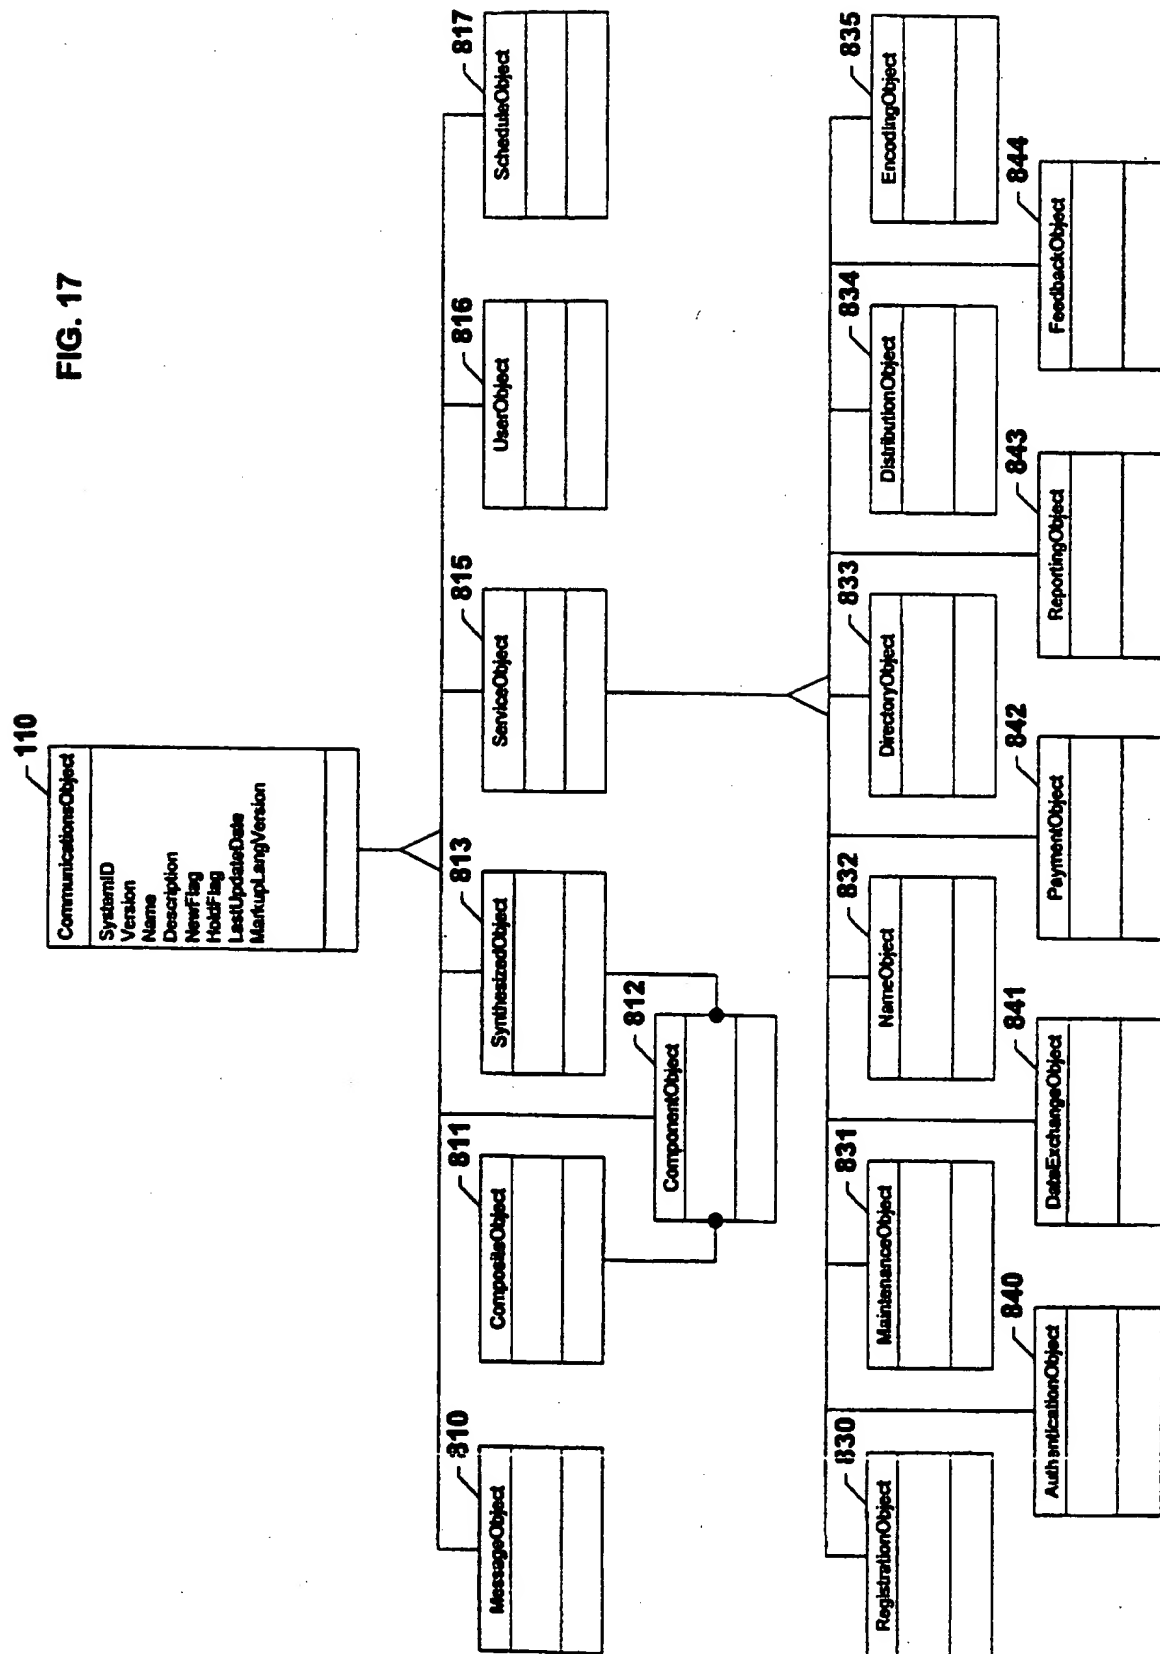 FIG. 17
110
CommunicationsObject
SystemID
Version
Name
Description
NewFlag
HoldFlag
LastUpdateDate
MarkupLangVersion
810
MessageObject
811
CompositeObject
813
SynthesizedObject
815
ServiceObject
816
UserObject
817
ScheduleObject
812
ComponentObject
830
RegistrationObject
831
MaintenanceObject
832
NameObject
833
DirectoryObject
834
DistributionObject
835
EncodingObject
840
AuthenticationObject
841
DataExchangeObject
842
PaymentObject
843
ReportingObject
844
FeedbackObject